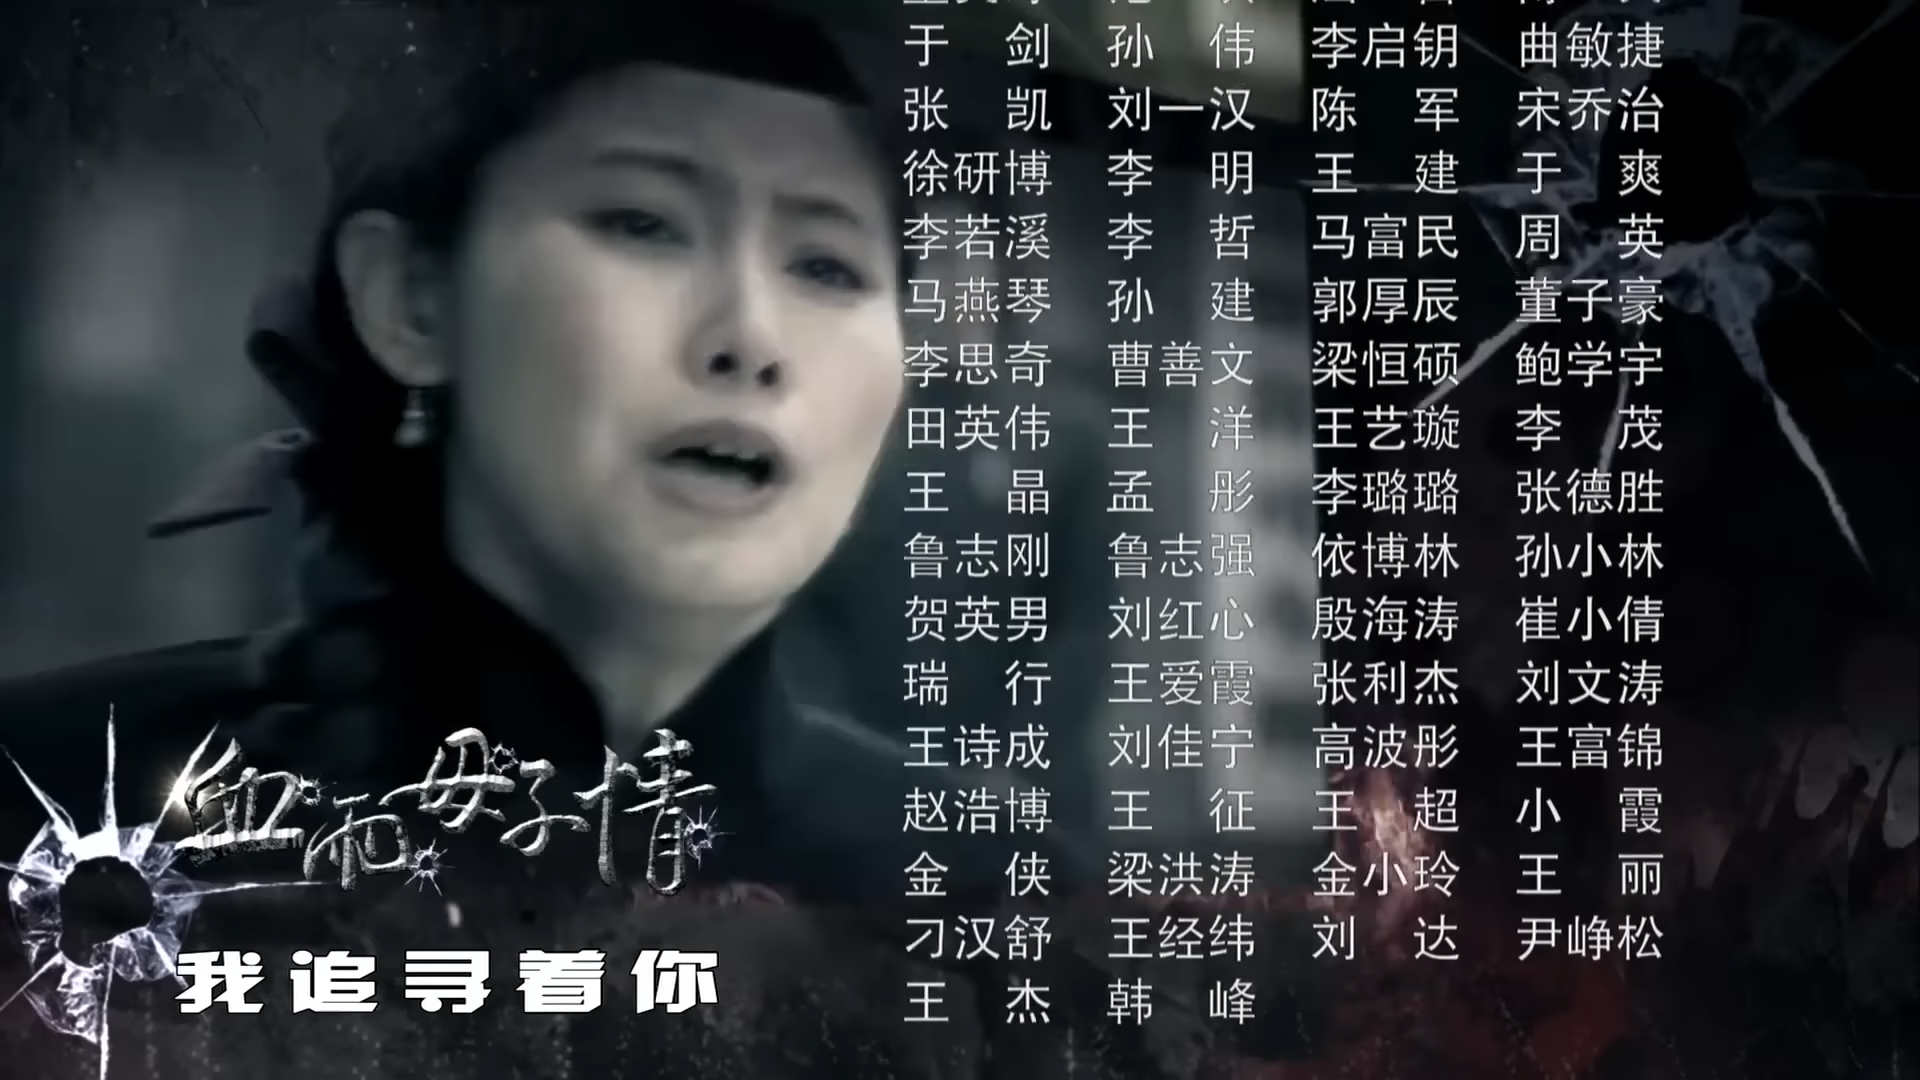 于剑 孙伟 李启钥 曲敏捷
张凯 刘一汉 陈军 宋乔治
徐研博 李明 王建 于爽
李若溪 李哲 马富民 周英
马燕琴 孙建 郭厚辰 董子豪
李思奇 曹善文 梁恒硕 鲍学宇
田英伟 王洋 王艺璇 李茂
王晶 孟彤 李璐璐 张德胜
鲁志刚 鲁志强 依博林 孙小林
贺英男 刘红心 殷海涛 崔小倩
瑞行 王爱霞 张利杰 刘文涛
王诗成 刘佳宁 高波彤 王富锦
赵浩博 王征 王超 小霞
金侠 梁洪涛 金小玲 王丽
刁汉舒 王经纬 刘达 尹峥松
王杰 韩峰
血雨母子情
我追寻着你